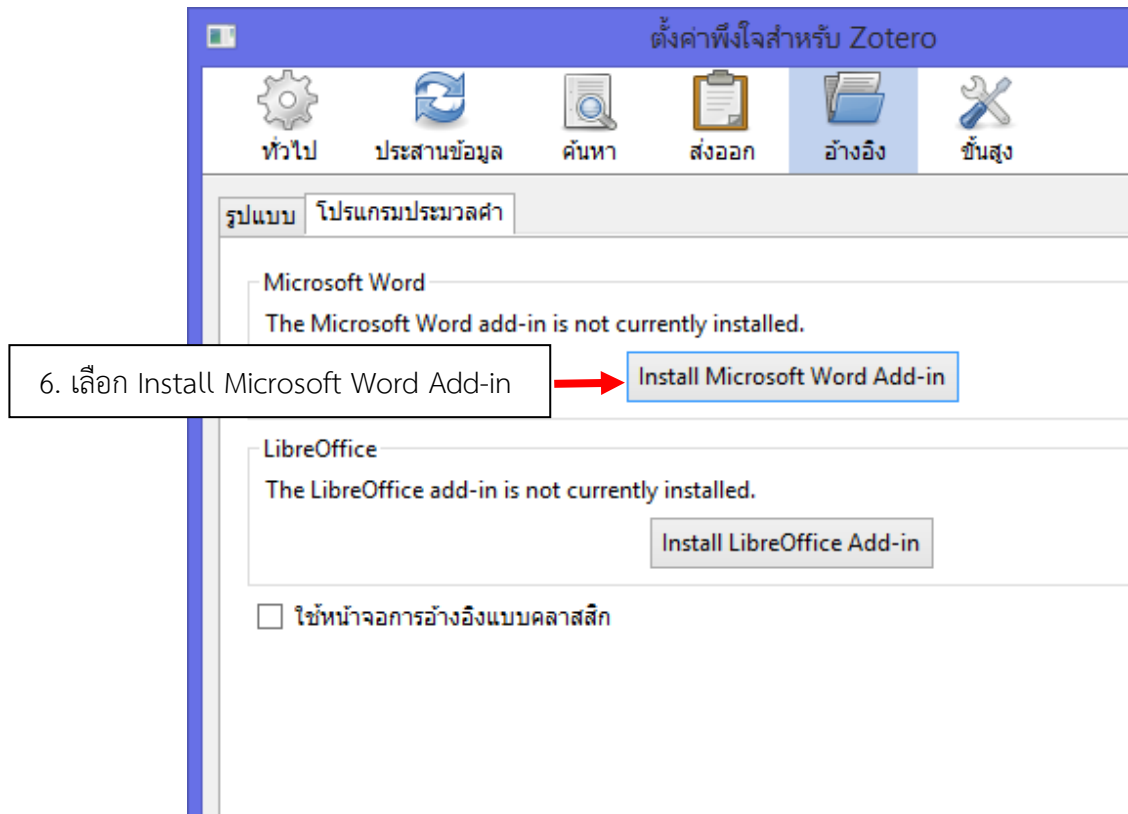 ตั้งค่าพึงใจสำหรับ Zotero
ทั่วไป ประสานข้อมูล ค้นหา ส่งออก อ้างอิง ขั้นสูง
รูปแบบ โปรแกรมประมวลคำ
Microsoft Word
The Microsoft Word add-in is not currently installed.
6. เลือก Install Microsoft Word Add-in
Install Microsoft Word Add-in
LibreOffice
The LibreOffice add-in is not currently installed.
Install LibreOffice Add-in
ใช้หน้าจอการอ้างอิงแบบคลาสสิก